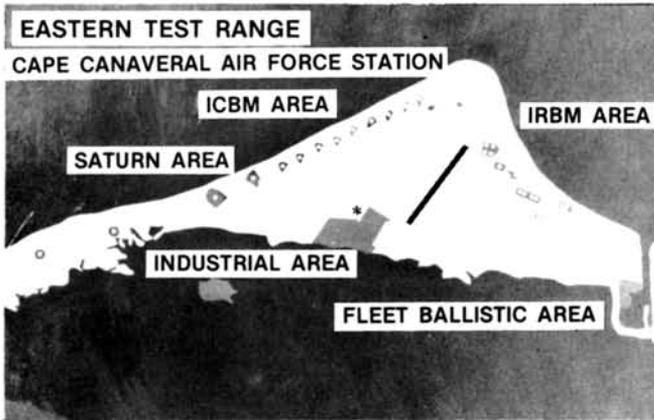 EASTERN TEST RANGE
CAPE CANAVERAL AIR FORCE STATION
ICBM AREA
IRBM AREA
SATURN AREA
*
INDUSTRIAL AREA
FLEET BALLISTIC AREA